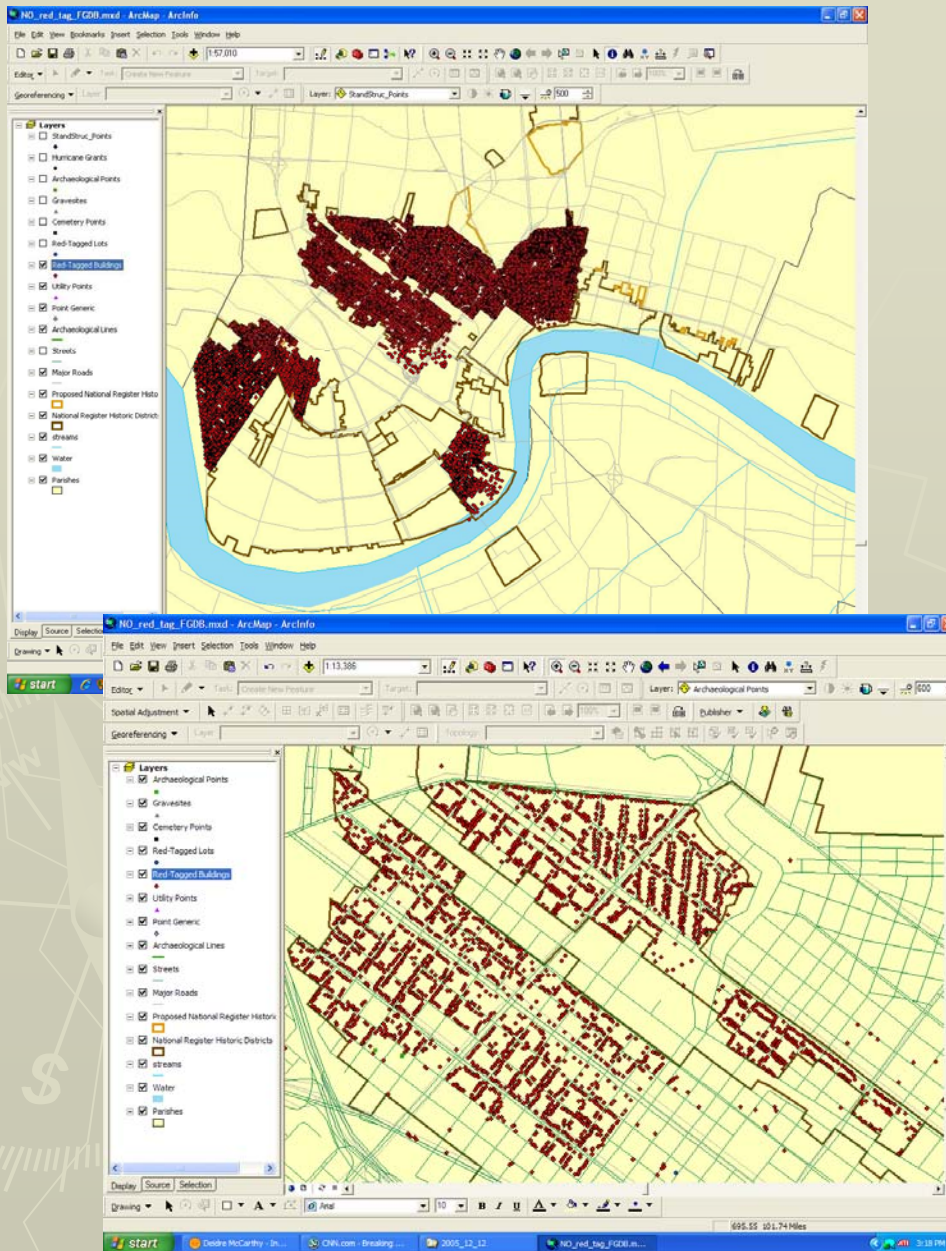 NO_red_tag_FGDB.mxd - ArcMap - ArcInfo
File Edit View Bookmarks Insert Selection Tools Window Help
1:57,010
Editor Task: Create New Feature Target: 100%
Georeferencing Layer: Layer: StandStruc_Points 500
Layers
StandStruc_Points
Hurricane Grants
Archaeological Points
Gravesites
Cemetery Points
Red-Tagged Lots
Red-Tagged Buildings
Utility Points
Point Generic
Archaeological Lines
Streets
Major Roads
Proposed National Register Histo
National Register Historic District
streams
Water
Parishes
Display Source Selectio
Drawing
start
NO_red_tag_FGDB.mxd - ArcMap - ArcInfo
File Edit View Insert Selection Tools Window Help
1:13,386
Editor Task: Create New Feature Target: Layer: Archaeological Points 600
Spatial Adjustment 100% Publisher
Georeferencing Layer: Topology:
Layers
Archaeological Points
Gravesites
Cemetery Points
Red-Tagged Lots
Red-Tagged Buildings
Utility Points
Point Generic
Archaeological Lines
Streets
Major Roads
Proposed National Register Historic
National Register Historic Districts
streams
Water
Parishes
Display Source Selection
Drawing A Arial 10 B I U A
695.55 101.74 Miles
start Deidre McCarthy - In... CNN.com - Breaking ... 2005_12_12 NO_red_tag_FGDB.m... 3:18 PM
S